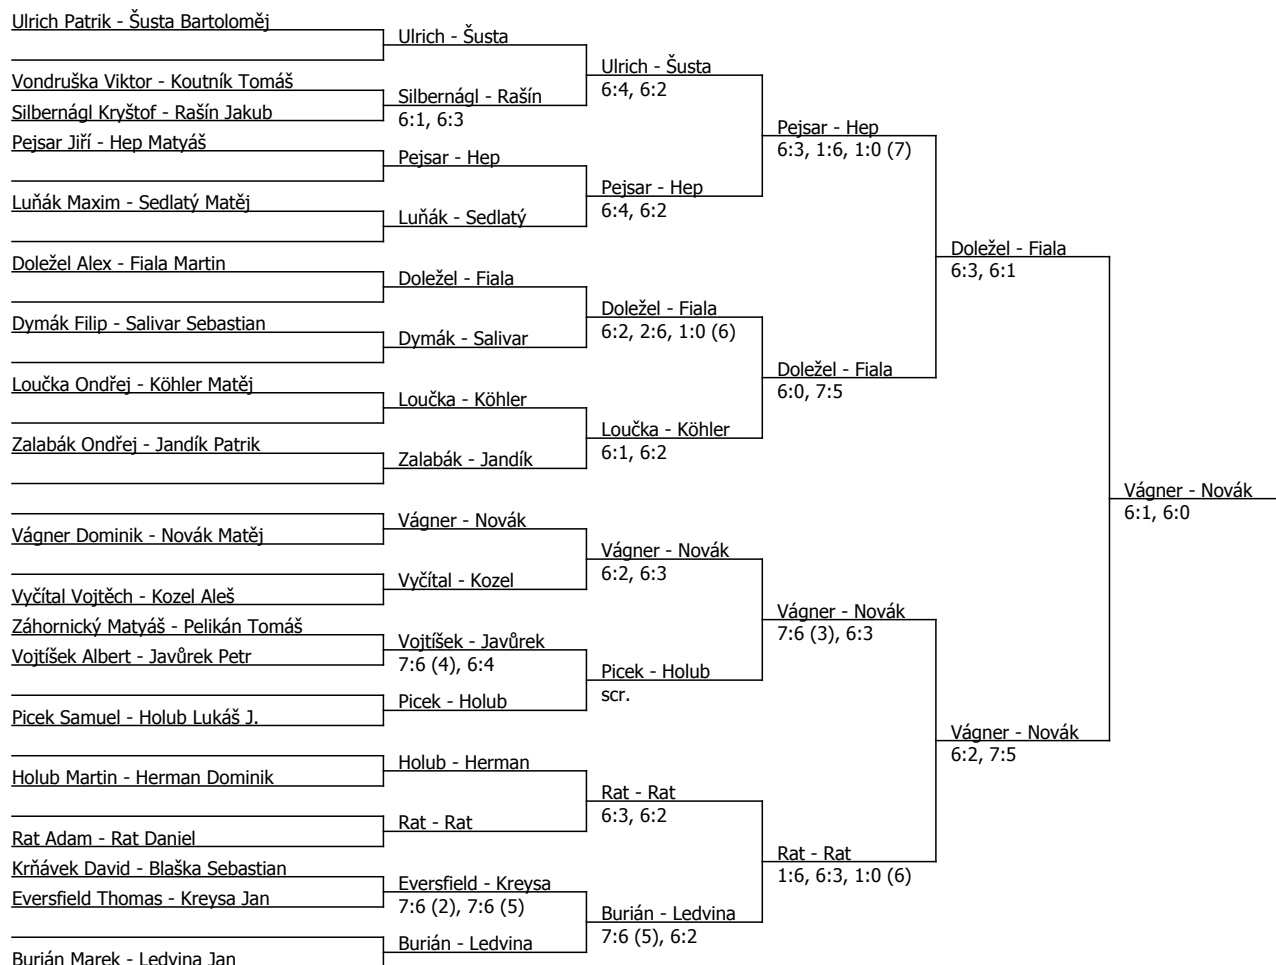 Ulrich Patrik - Šusta Bartoloměj
Vondruška Viktor - Koutník Tomáš
Silbernágl Kryštof - Rašín Jakub
Pejsar Jiří - Hep Matyáš
Luňák Maxim - Sedlatý Matěj
Doležel Alex - Fiala Martin
Dymák Filip - Salivar Sebastian
Loučka Ondřej - Köhler Matěj
Zalabák Ondřej - Jandík Patrik
Vágner Dominik - Novák Matěj
Vyčítal Vojtěch - Kozel Aleš
Záhornický Matyáš - Pelikán Tomáš
Vojtíšek Albert - Javůrek Petr
Picek Samuel - Holub Lukáš J.
Holub Martin - Herman Dominik
Rat Adam - Rat Daniel
Krňávek David - Blaška Sebastian
Eversfield Thomas - Kreysa Jan
Burián Marek - Ledvina Jan
Ulrich - Šusta
Silbernágl - Rašín
6:1, 6:3
Pejsar - Hep
Luňák - Sedlatý
Doležel - Fiala
Dymák - Salivar
Loučka - Köhler
Zalabák - Jandík
Vágner - Novák
Vyčítal - Kozel
Vojtíšek - Javůrek
7:6 (4), 6:4
Picek - Holub
Holub - Herman
Rat - Rat
Eversfield - Kreysa
7:6 (2), 7:6 (5)
Burián - Ledvina
Ulrich - Šusta
6:4, 6:2
Pejsar - Hep
6:4, 6:2
Doležel - Fiala
6:2, 2:6, 1:0 (6)
Loučka - Köhler
6:1, 6:2
Vágner - Novák
6:2, 6:3
Picek - Holub
scr.
Rat - Rat
6:3, 6:2
Burián - Ledvina
7:6 (5), 6:2
Pejsar - Hep
6:3, 1:6, 1:0 (7)
Doležel - Fiala
6:0, 7:5
Vágner - Novák
7:6 (3), 6:3
Rat - Rat
1:6, 6:3, 1:0 (6)
Doležel - Fiala
6:3, 6:1
Vágner - Novák
6:2, 7:5
Vágner - Novák
6:1, 6:0